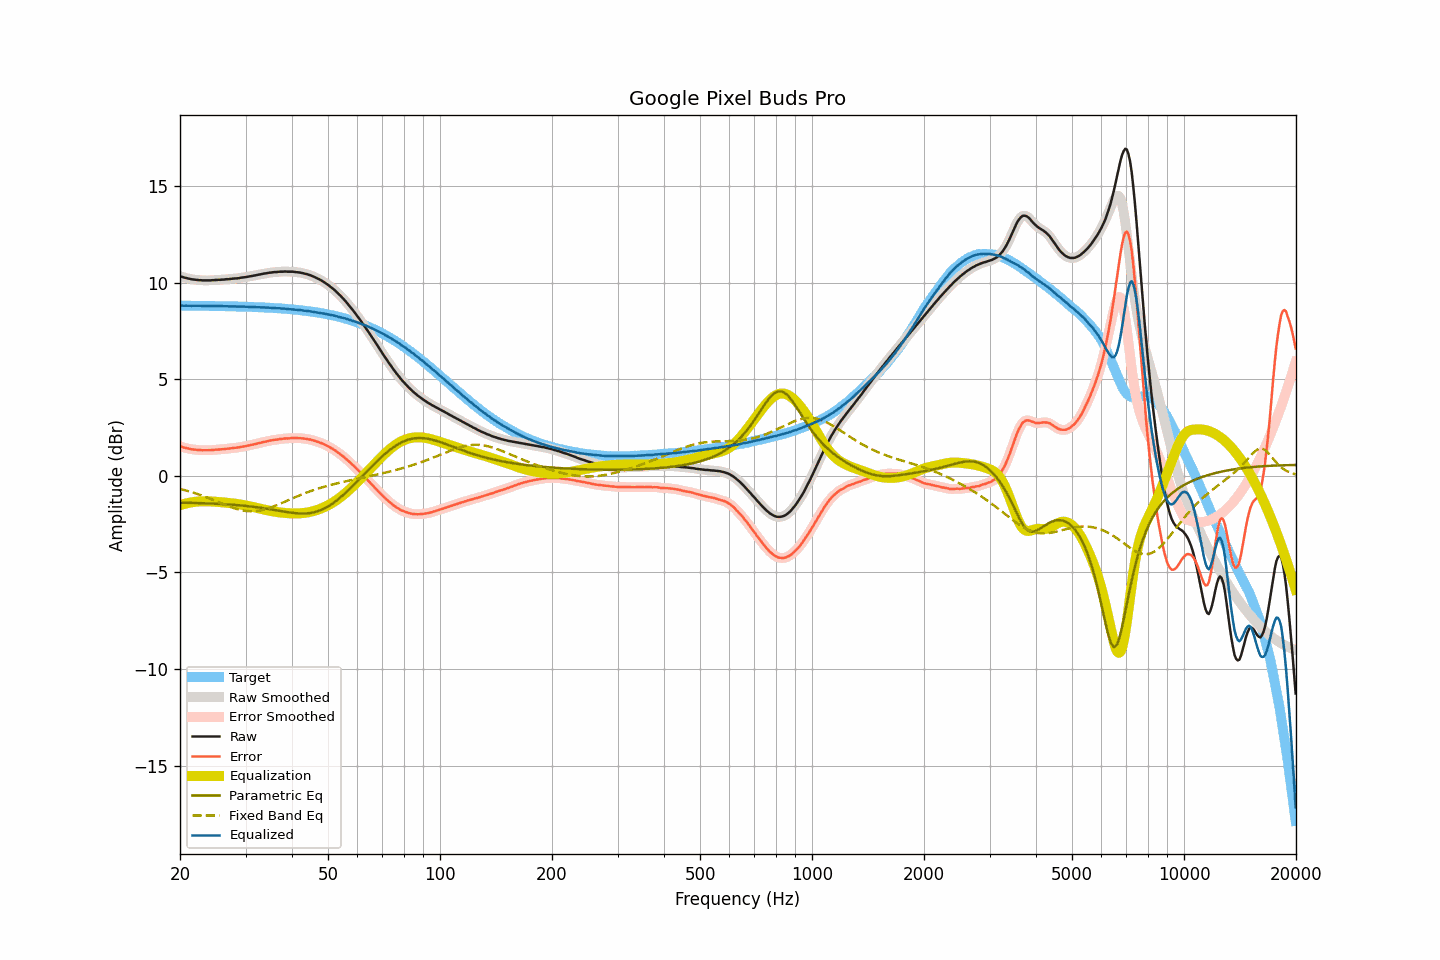 Google Pixel Buds Pro
Amplitude (dBr)
15
10
5
0
−5
−10
−15
Target
Raw Smoothed
Error Smoothed
Raw
Error
Equalization
Parametric Eq
Fixed Band Eq
Equalized
20 50 100 200 500 1000 2000 5000 10000 20000
Frequency (Hz)